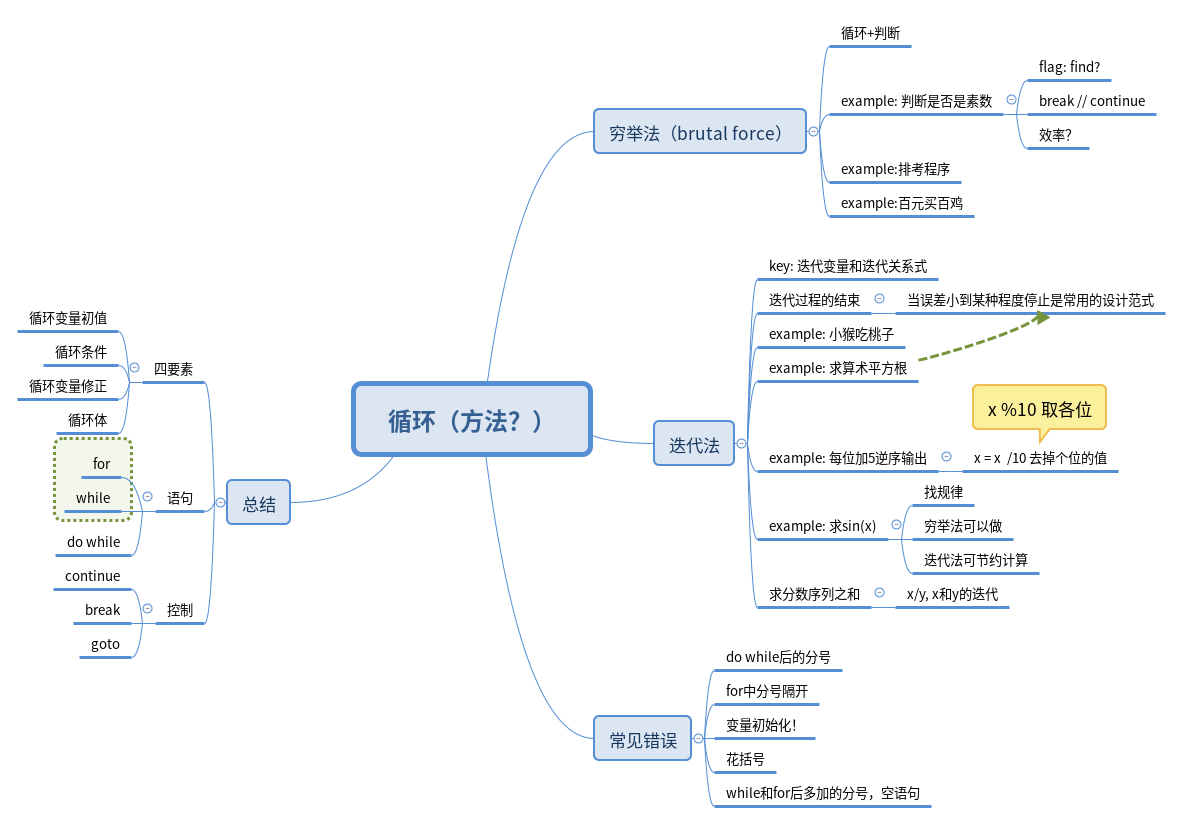 循环（方法？）
穷举法（brutal force）
循环+判断
example: 判断是否是素数
flag: find?
break // continue
效率?
example:排考程序
example:百元买百鸡
迭代法
key: 迭代变量和迭代关系式
迭代过程的结束
当误差小到某种程度停止是常用的设计范式
example: 小猴吃桃子
example: 求算术平方根
example: 每位加5逆序输出
x = x  /10 去掉个位的值
x %10 取各位
example: 求sin(x)
找规律
穷举法可以做
迭代法可节约计算
求分数序列之和
x/y, x和y的迭代
常见错误
do while后的分号
for中分号隔开
变量初始化!
花括号
while和for后多加的分号，空语句
总结
四要素
循环变量初值
循环条件
循环变量修正
循环体
语句
for
while
do while
控制
continue
break
goto